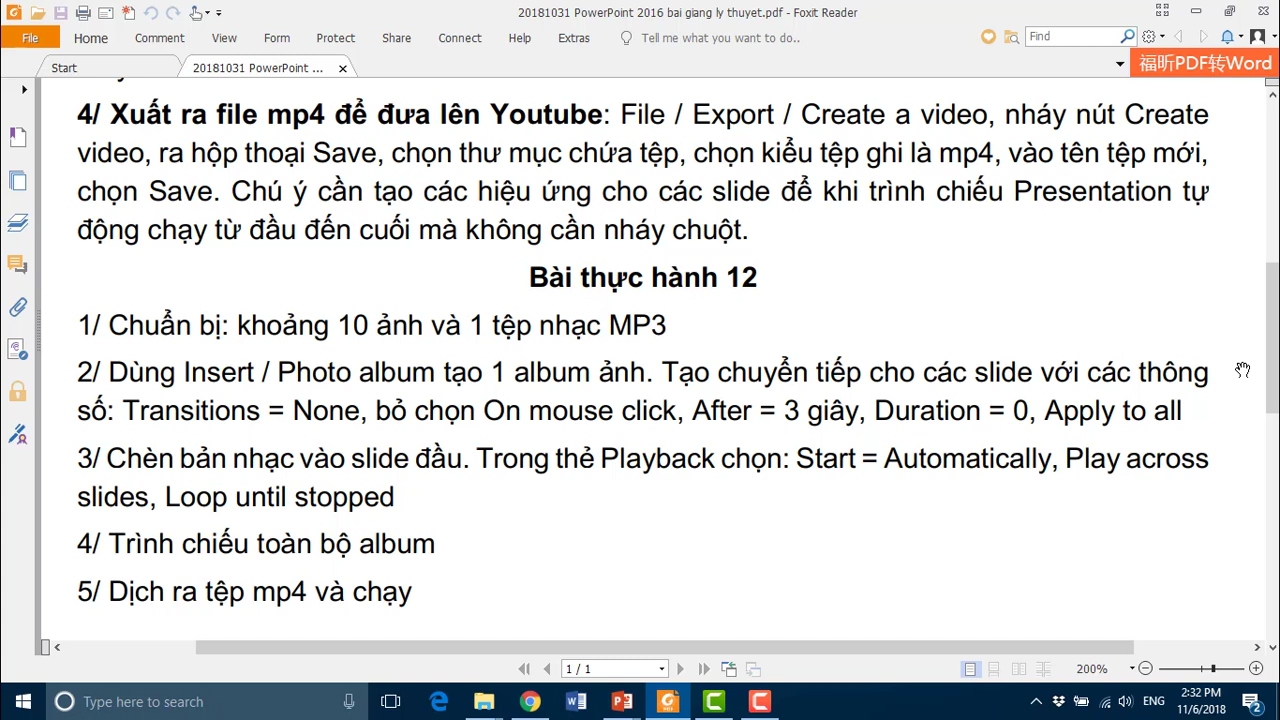 20181031 PowerPoint 2016 bai giang ly thuyet.pdf - Foxit Reader
File Home Comment View Form Protect Share Connect Help Extras Tell me what you want to do.. Find
Start 20181031 PowerPoint ... 福昕PDF转Word
4/ Xuất ra file mp4 để đưa lên Youtube: File / Export / Create a video, nháy nút Create
video, ra hộp thoại Save, chọn thư mục chứa tệp, chọn kiểu tệp ghi là mp4, vào tên tệp mới,
chọn Save. Chú ý cần tạo các hiệu ứng cho các slide để khi trình chiếu Presentation tự
động chạy từ đầu đến cuối mà không cần nháy chuột.
Bài thực hành 12
1/ Chuẩn bị: khoảng 10 ảnh và 1 tệp nhạc MP3
2/ Dùng Insert / Photo album tạo 1 album ảnh. Tạo chuyển tiếp cho các slide với các thông
số: Transitions = None, bỏ chọn On mouse click, After = 3 giây, Duration = 0, Apply to all
3/ Chèn bản nhạc vào slide đầu. Trong thẻ Playback chọn: Start = Automatically, Play across
slides, Loop until stopped
4/ Trình chiếu toàn bộ album
5/ Dịch ra tệp mp4 và chạy
1 / 1 200%
Type here to search ENG 2:32 PM
11/6/2018 2